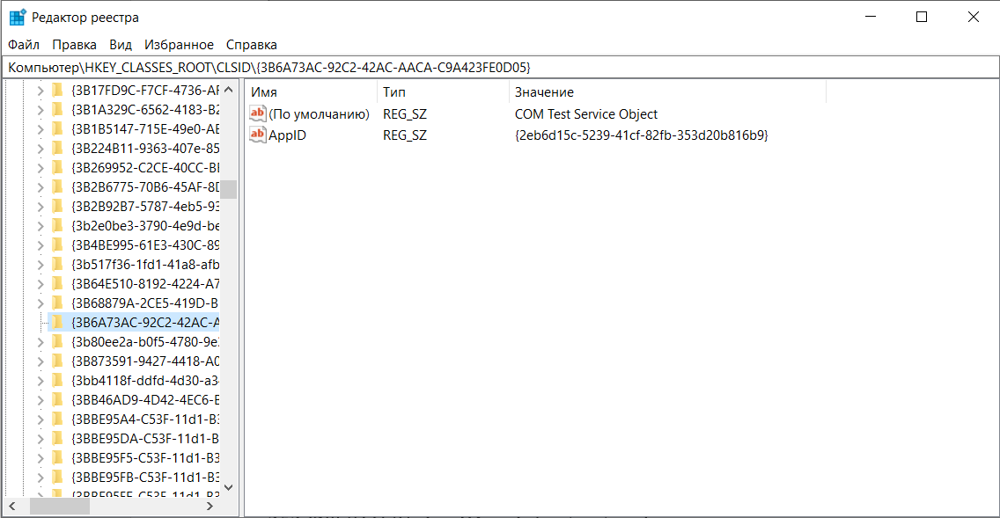 Редактор реестра
Файл Правка Вид Избранное Справка
Компьютер\HKEY_CLASSES_ROOT\CLSID\{3B6A73AC-92C2-42AC-AACA-C9A423FE0D05}
{3B17FD9C-F7CF-4736-AF
{3B1A329C-6562-4183-B2
{3B1B5147-715E-49e0-AE
{3B224B11-9363-407e-85
{3B269952-C2CE-40CC-BE
{3B2B6775-70B6-45AF-8D
{3B2B92B7-5787-4eb5-93
{3b2e0be3-3790-4e9d-be
{3B4BE995-61E3-430C-89
{3b517f36-1fd1-41a8-afb
{3B64E510-8192-4224-A7
{3B68879A-2CE5-419D-B
{3B6A73AC-92C2-42AC-A
{3b80ee2a-b0f5-4780-9e
{3B873591-9427-4418-A0
{3bb4118f-ddfd-4d30-a3
{3BB46AD9-4D42-4EC6-E
{3BBE95A4-C53F-11d1-B3
{3BBE95DA-C53F-11d1-B
{3BBE95F5-C53F-11d1-B3
{3BBE95FB-C53F-11d1-B3
Имя Тип Значение
ab (По умолчанию) REG_SZ COM Test Service Object
ab AppID REG_SZ {2eb6d15c-5239-41cf-82fb-353d20b816b9}